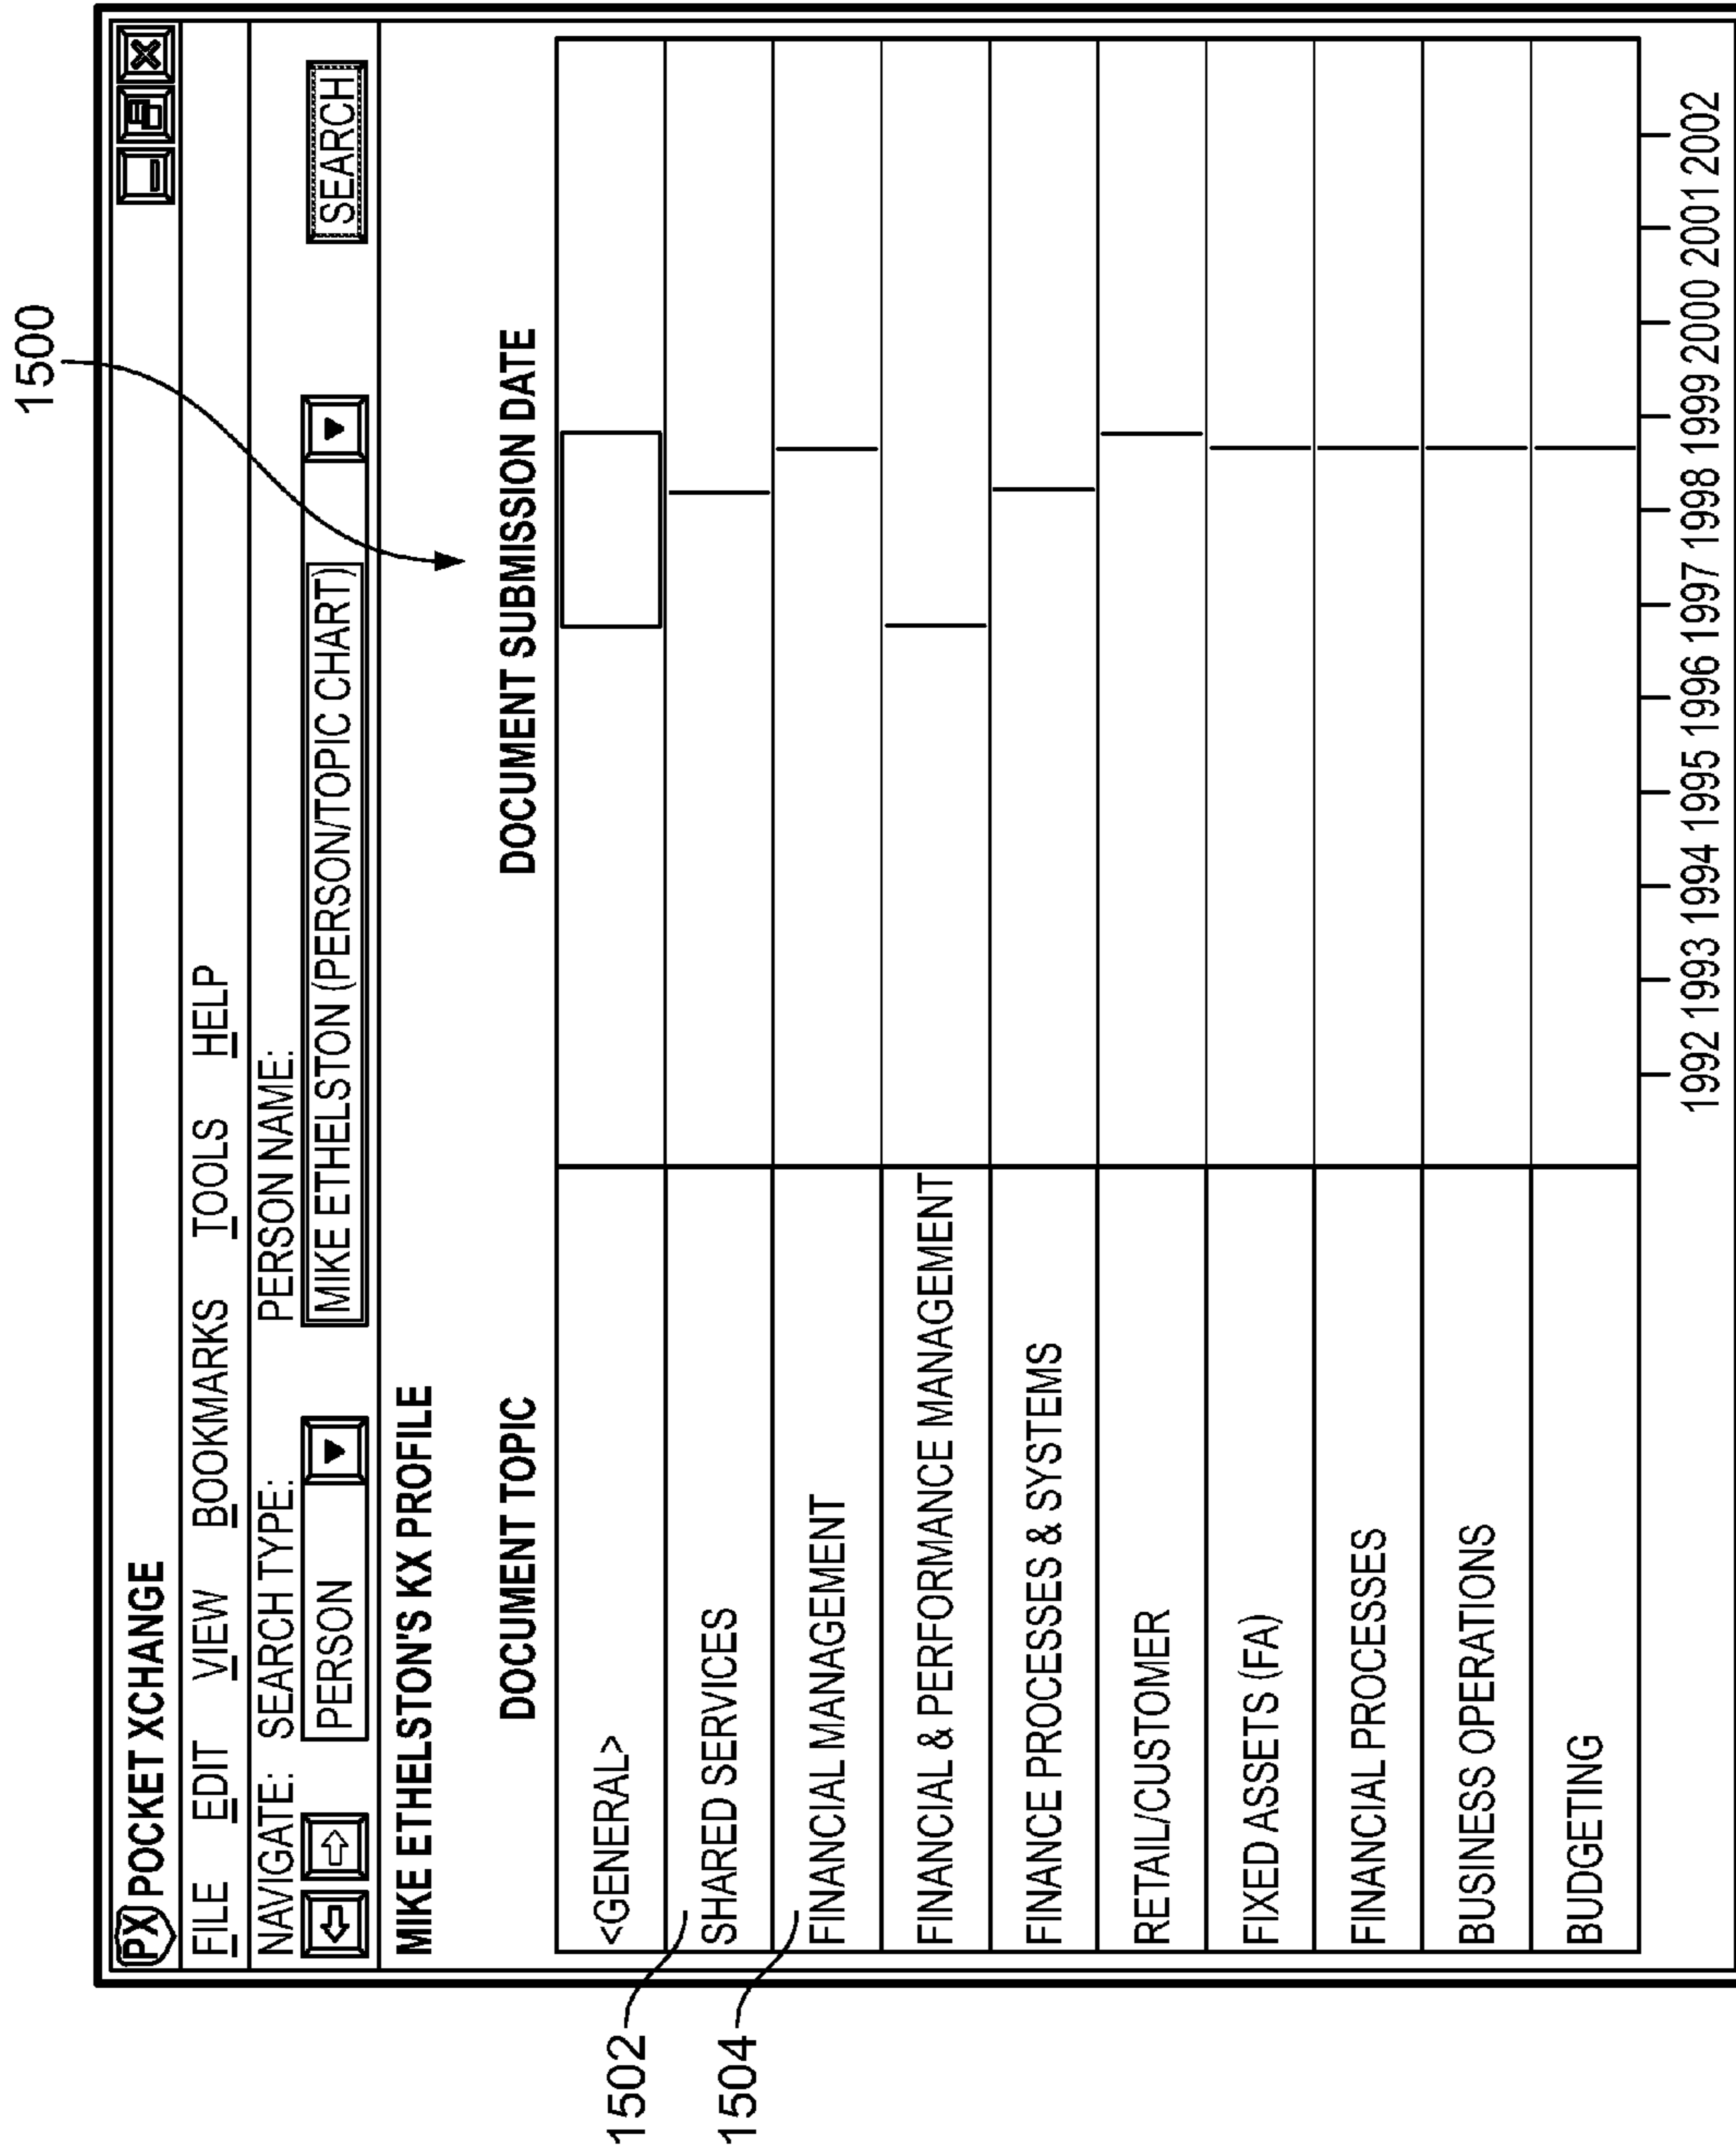 1500
PX POCKET XCHANGE
FILE EDIT VIEW BOOKMARKS TOOLS HELP
NAVIGATE: SEARCH TYPE: PERSON NAME:
PERSON MIKE ETHELSTON (PERSON/TOPIC CHART) SEARCH
MIKE ETHELSTON'S KX PROFILE
DOCUMENT TOPIC DOCUMENT SUBMISSION DATE
<GENERAL>
1502 SHARED SERVICES
1504 FINANCIAL MANAGEMENT
FINANCIAL & PERFORMANCE MANAGEMENT
FINANCE PROCESSES & SYSTEMS
RETAIL/CUSTOMER
FIXED ASSETS (FA)
FINANCIAL PROCESSES
BUSINESS OPERATIONS
BUDGETING
1992 1993 1994 1995 1996 1997 1998 1999 2000 2001 2002